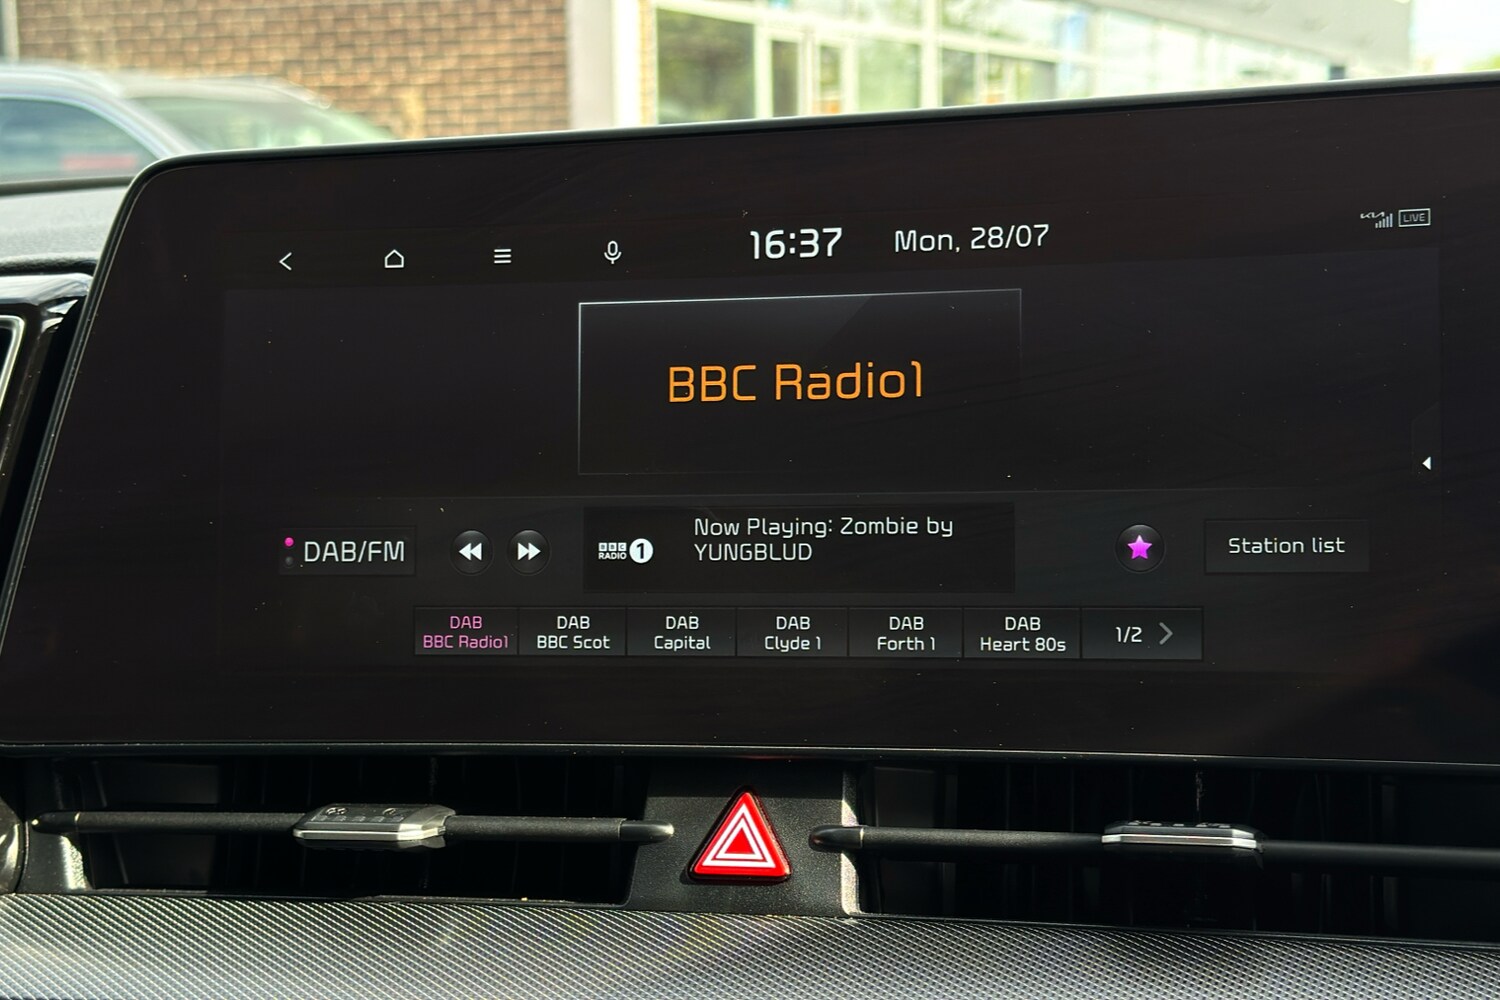 16:37
Mon, 28/07
KIA
LIVE
BBC Radio1
DAB/FM
BBC
RADIO 1
Now Playing: Zombie by
YUNGBLUD
Station list
DAB
BBC Radio1
DAB
BBC Scot
DAB
Capital
DAB
Clyde 1
DAB
Forth 1
DAB
Heart 80s
1/2